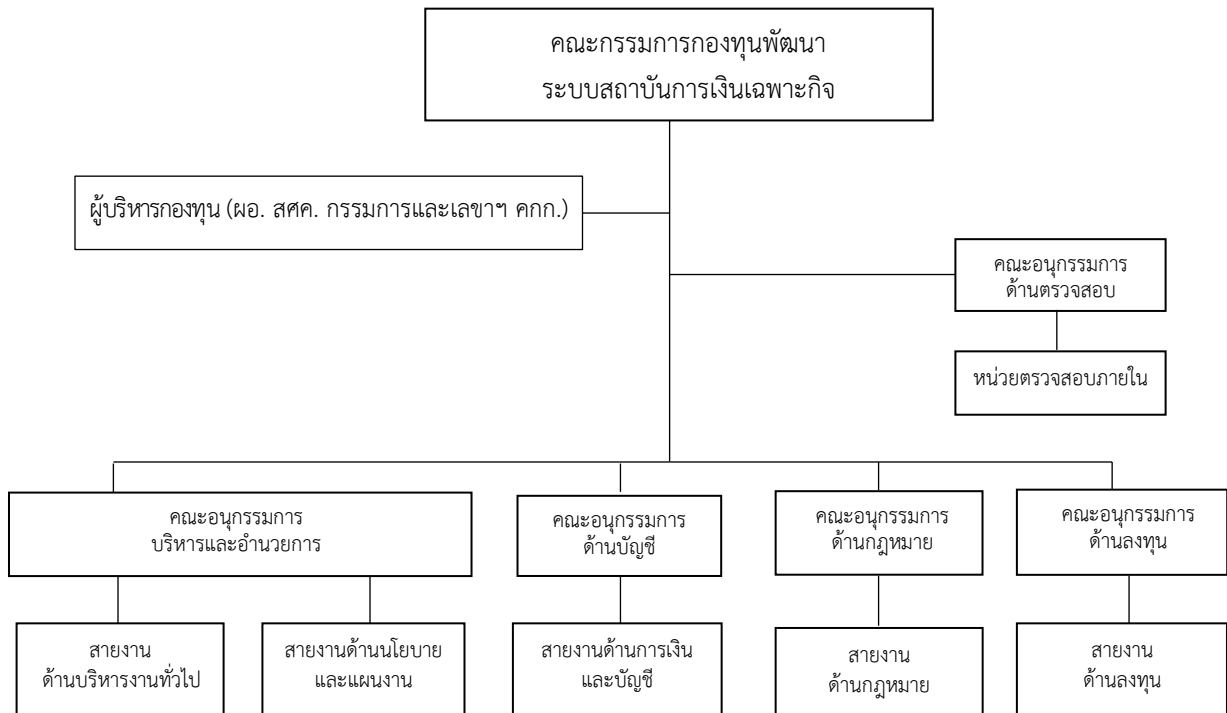 คณะกรรมการกองทุนพัฒนา
ระบบสถาบันการเงินเฉพาะกิจ
ผู้บริหารกองทุน (ผอ. สศค. กรรมการและเลขาฯ คกก.)
คณะอนุกรรมการ
ด้านตรวจสอบ
หน่วยตรวจสอบภายใน
คณะอนุกรรมการ
บริหารและอำนวยการ
คณะอนุกรรมการ
ด้านบัญชี
คณะอนุกรรมการ
ด้านกฎหมาย
คณะอนุกรรมการ
ด้านลงทุน
สายงาน
ด้านบริหารงานทั่วไป
สายงานด้านนโยบาย
และแผนงาน
สายงานด้านการเงิน
และบัญชี
สายงาน
ด้านกฎหมาย
สายงาน
ด้านลงทุน